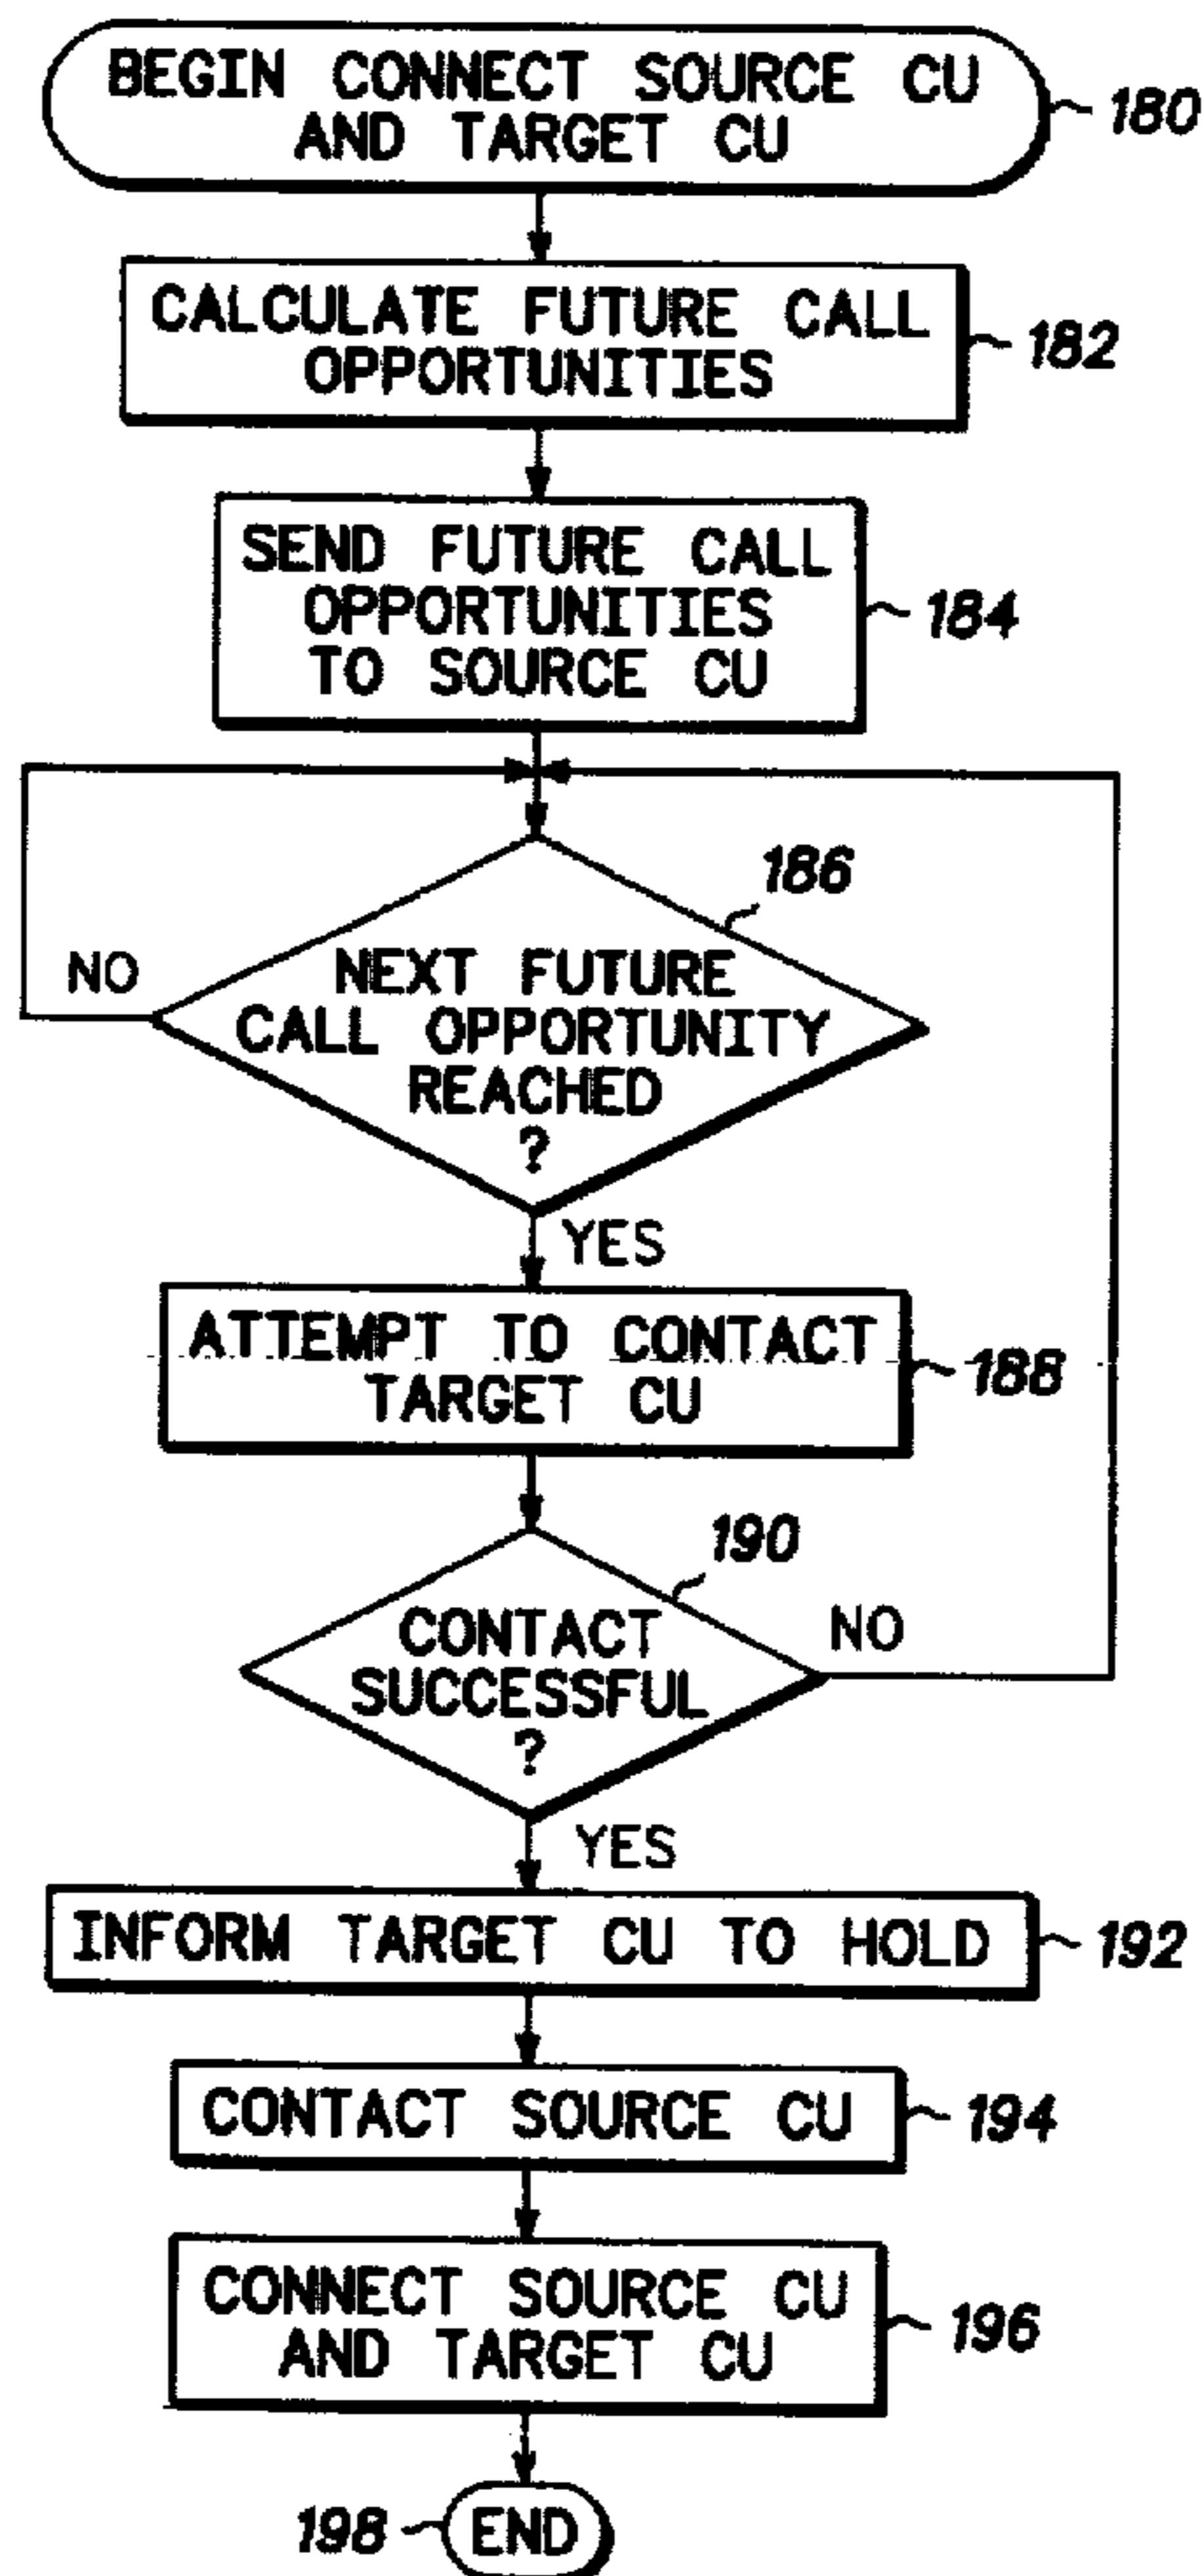 BEGIN CONNECT SOURCE CU
AND TARGET CU
180
CALCULATE FUTURE CALL
OPPORTUNITIES
182
SEND FUTURE CALL
OPPORTUNITIES
TO SOURCE CU
184
186
NO
NEXT FUTURE
CALL OPPORTUNITY
REACHED
?
YES
ATTEMPT TO CONTACT
TARGET CU
188
190
CONTACT
SUCCESSFUL
?
NO
YES
INFORM TARGET CU TO HOLD
192
CONTACT SOURCE CU
194
CONNECT SOURCE CU
AND TARGET CU
196
198
END